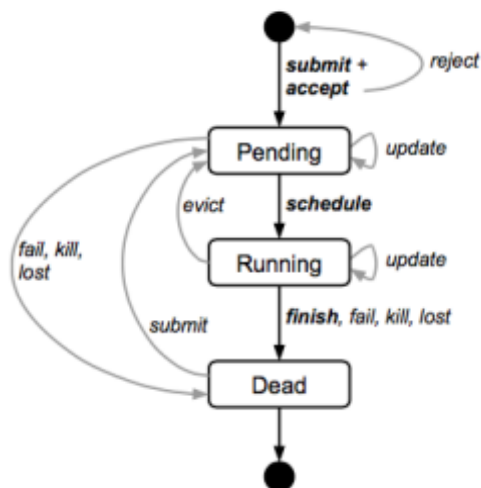 submit +
accept
reject
Pending
update
evict
schedule
fail, kill,
lost
Running
update
submit
finish, fail, kill, lost
Dead